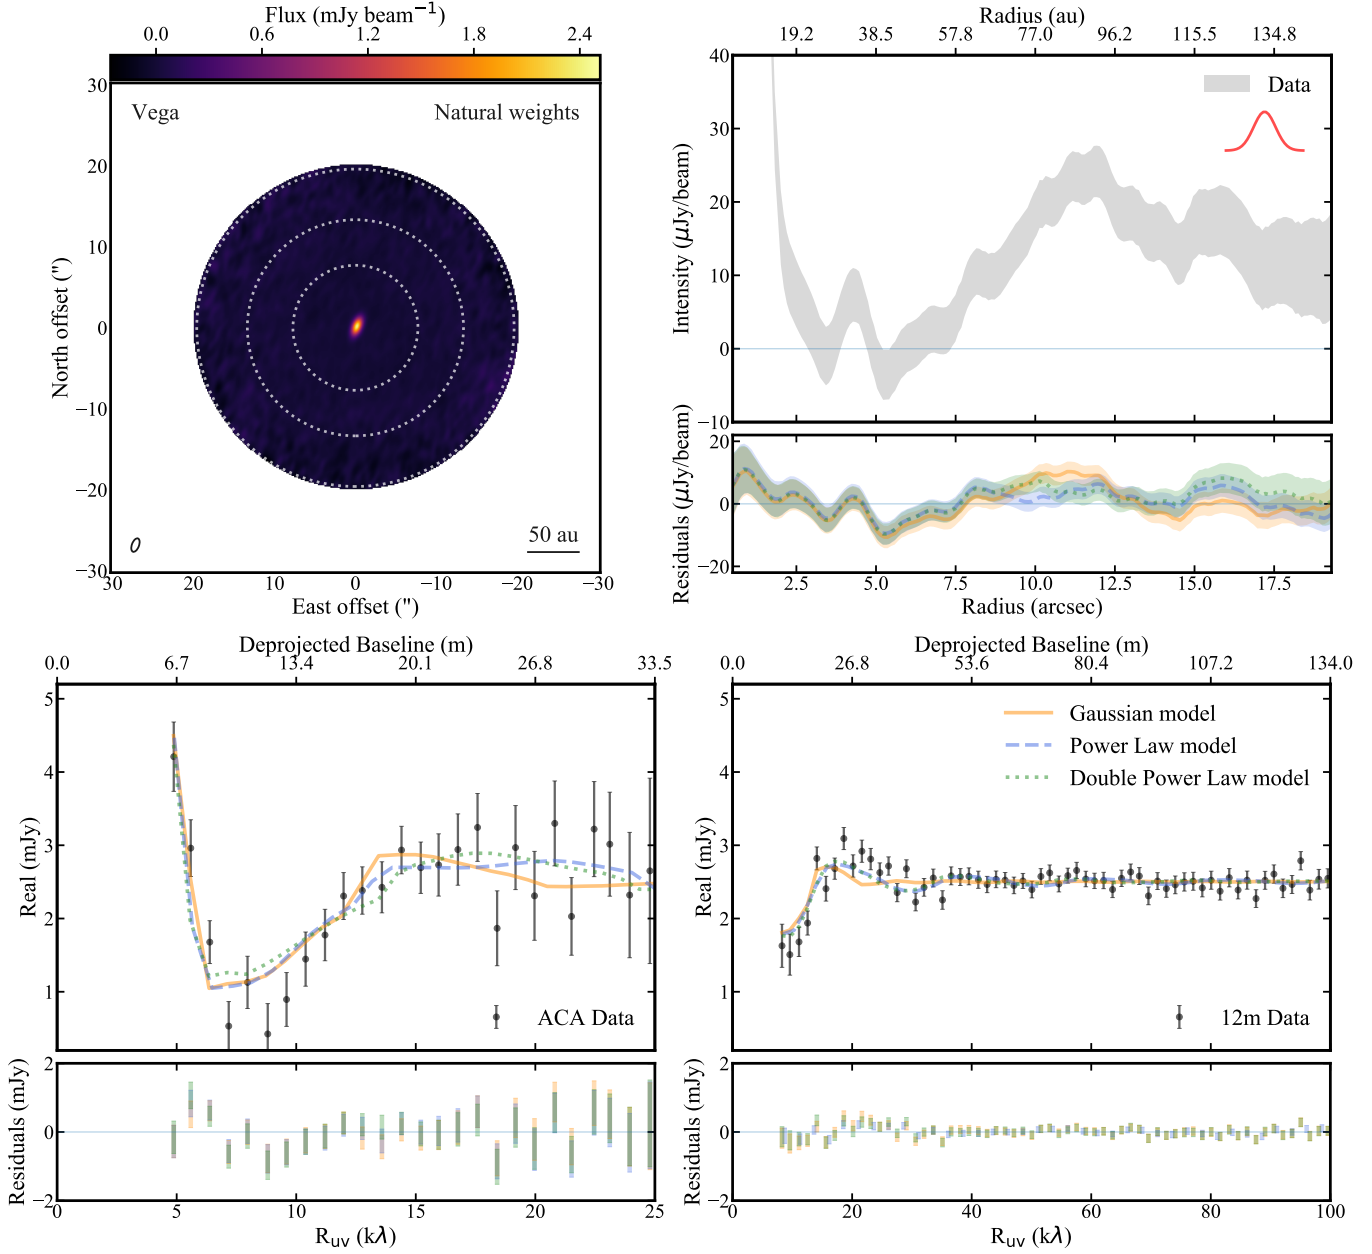 Flux (mJy beam⁻¹)
0.0 0.6 1.2 1.8 2.4
Vega
Natural weights
North offset (")
30
20
10
0
−10
−20
−30
50 au
30 20 10 0 −10 −20 −30
East offset (")
Radius (au)
19.2 38.5 57.8 77.0 96.2 115.5 134.8
Intensity (μJy/beam)
40
30
20
10
0
−10
Data
Residuals (μJy/beam)
20
0
−20
2.5 5.0 7.5 10.0 12.5 15.0 17.5
Radius (arcsec)
Deprojected Baseline (m)
0.0 6.7 13.4 20.1 26.8 33.5
Real (mJy)
5
4
3
2
1
ACA Data
Residuals (mJy)
2
0
−2
5 10 15 20 25
Ruv (kλ)
Deprojected Baseline (m)
0.0 26.8 53.6 80.4 107.2 134.0
Real (mJy)
5
4
3
2
1
Gaussian model
Power Law model
Double Power Law model
12m Data
Residuals (mJy)
2
0
−2
0 20 40 60 80 100
Ruv (kλ)